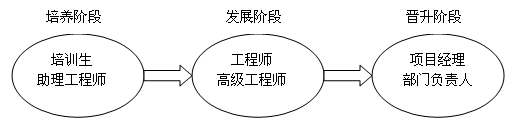 培养阶段
发展阶段
晋升阶段
培训生
助理工程师
工程师
高级工程师
项目经理
部门负责人